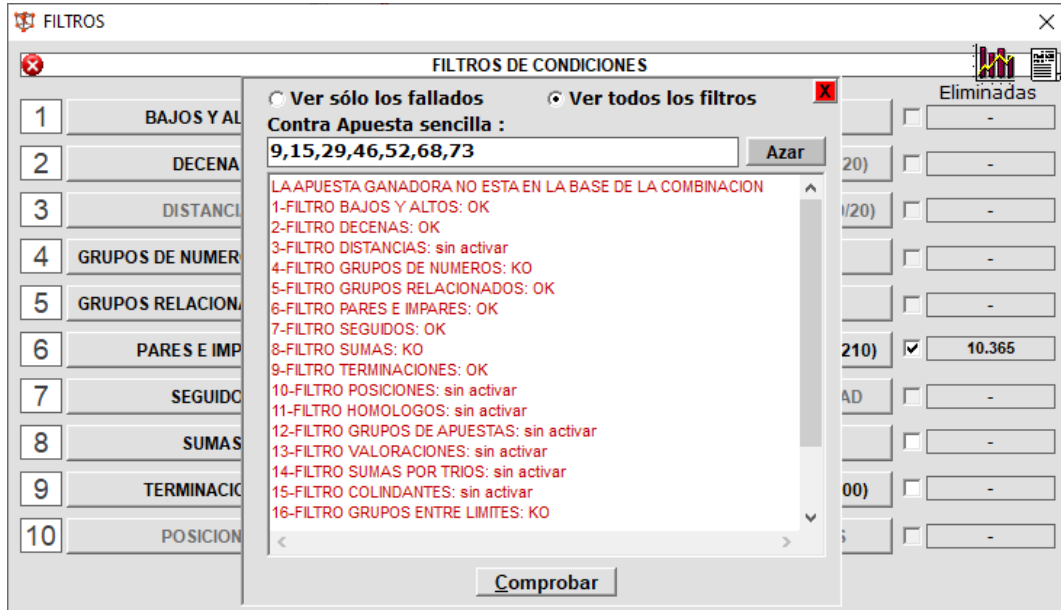 FILTROS
FILTROS DE CONDICIONES
Eliminadas
1 BAJOS Y AL -
2 DECENA 20) -
3 DISTANCI /20) -
4 GRUPOS DE NUMER -
5 GRUPOS RELACION -
6 PARES E IMP 210) 10.365
7 SEGUIDO AD -
8 SUMAS -
9 TERMINACIO 00) -
10 POSICION S -
X
Ver sólo los fallados Ver todos los filtros
Contra Apuesta sencilla :
9,15,29,46,52,68,73 Azar
LA APUESTA GANADORA NO ESTA EN LA BASE DE LA COMBINACION
1-FILTRO BAJOS Y ALTOS: OK
2-FILTRO DECENAS: OK
3-FILTRO DISTANCIAS: sin activar
4-FILTRO GRUPOS DE NUMEROS: KO
5-FILTRO GRUPOS RELACIONADOS: OK
6-FILTRO PARES E IMPARES: OK
7-FILTRO SEGUIDOS: OK
8-FILTRO SUMAS: KO
9-FILTRO TERMINACIONES: OK
10-FILTRO POSICIONES: sin activar
11-FILTRO HOMOLOGOS: sin activar
12-FILTRO GRUPOS DE APUESTAS: sin activar
13-FILTRO VALORACIONES: sin activar
14-FILTRO SUMAS POR TRIOS: sin activar
15-FILTRO COLINDANTES: sin activar
16-FILTRO GRUPOS ENTRE LIMITES: KO
Comprobar